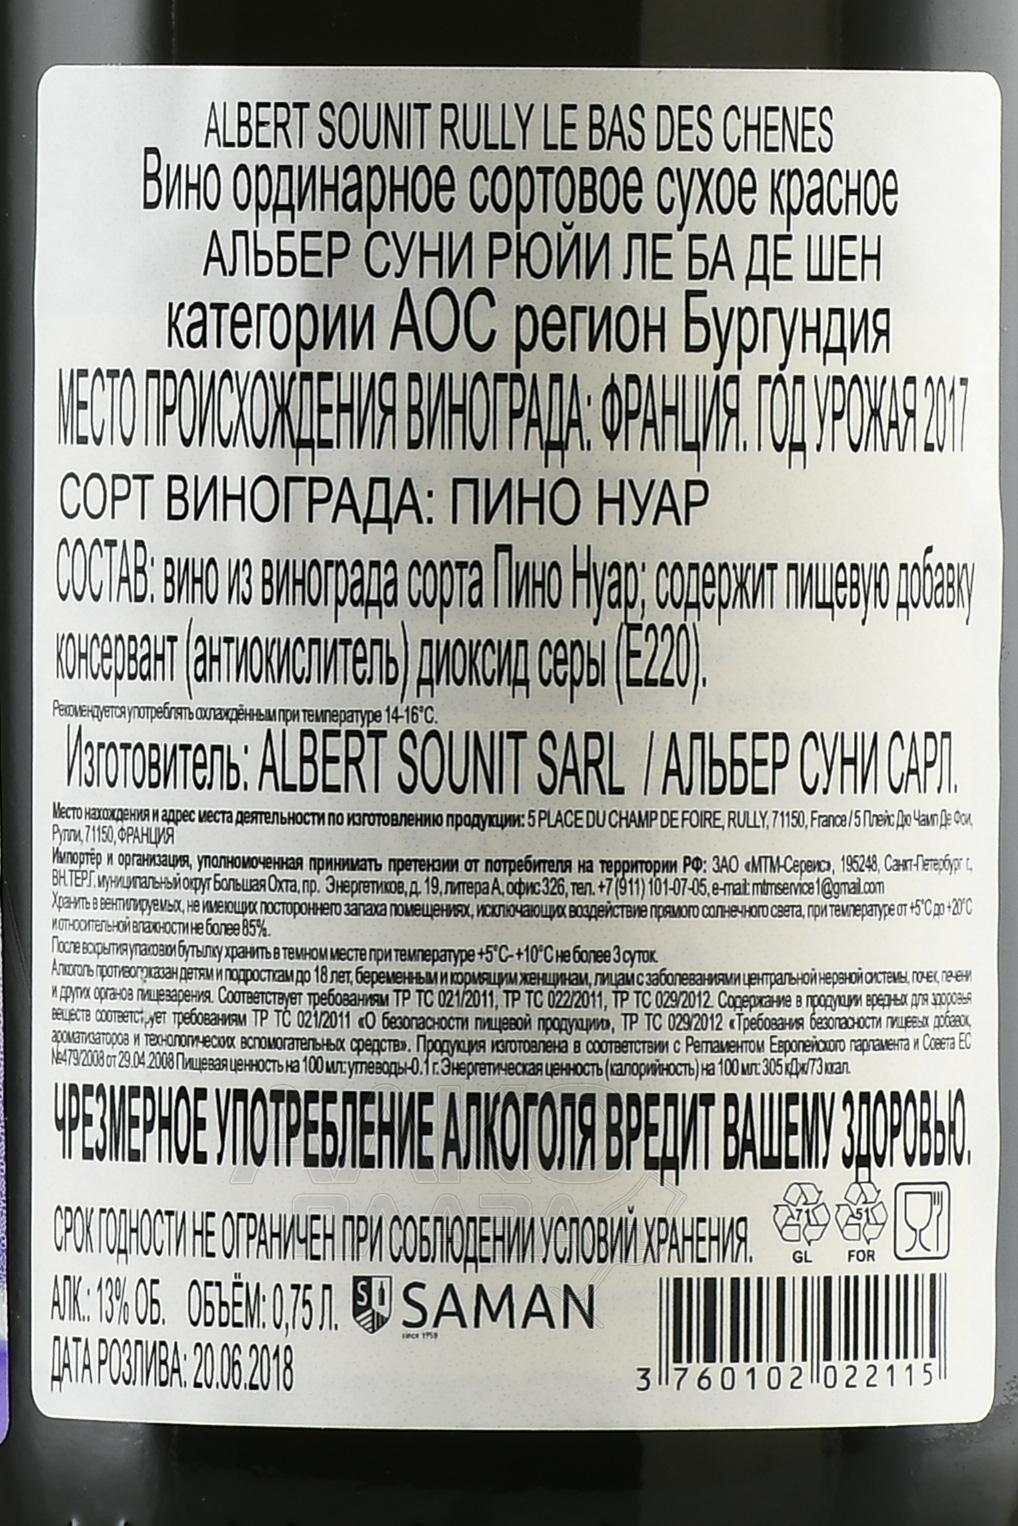 ALBERT SOUNIT RULLY LE BAS DES CHENES
Вино ординарное сортовое сухое красное
АЛЬБЕР СУНИ РЮЙИ ЛЕ БА ДЕ ШЕН
категории АОС регион Бургундия
МЕСТО ПРОИСХОЖДЕНИЯ ВИНОГРАДА: ФРАНЦИЯ. ГОД УРОЖАЯ 2017
СОРТ ВИНОГРАДА: ПИНО НУАР
СОСТАВ: вино из винограда сорта Пино Нуар; содержит пищевую добавку
консервант (антиокислитель) диоксид серы (Е220).
Рекомендуется употреблять охлаждённым при температуре 14-16°С.
Изготовитель: ALBERT SOUNIT SARL / АЛЬБЕР СУНИ САРЛ.
Место нахождения и адрес места деятельности по изготовлению продукции: 5 PLACE DU CHAMP DE FOIRE, RULLY, 71150, France / 5 Плейс Дю Чамп Де Фои,
Рулли, 71150, ФРАНЦИЯ
Импортёр и организация, уполномоченная принимать претензии от потребителя на территории РФ: ЗАО «МТМ-Сервис», 195248, Санкт-Петербург г.,
ВН.ТЕР.Г. муниципальный округ Большая Охта, пр. Энергетиков, д. 19, литера А, офис 326, тел. +7 (911) 101-07-05, e-mail: mtmservice1@gmail.com
Хранить в вентилируемых, не имеющих постороннего запаха помещениях, исключающих воздействие прямого солнечного света, при температуре от +5°С до +20°С
и относительной влажности не более 85%.
После вскрытия упаковки бутылку хранить в темном месте при температуре +5°С-+10°С не более 3 суток.
Алкоголь противопоказан детям и подросткам до 18 лет, беременным и кормящим женщинам, лицам с заболеваниями центральной нервной системы, почек, печени
и других органов пищеварения. Соответствует требованиям ТР ТС 021/2011, ТР ТС 022/2011, ТР ТС 029/2012. Содержание в продукции вредных для здоровья
веществ соответствует требованиям ТР ТС 021/2011 «О безопасности пищевой продукции», ТР ТС 029/2012 «Требования безопасности пищевых добавок,
ароматизаторов и технологических вспомогательных средств». Продукция изготовлена в соответствии с Регламентом Европейского парламента и Совета ЕС
№479/2008 от 29.04.2008 Пищевая ценность на 100 мл: углеводы-0.1 г. Энергетическая ценность (калорийность) на 100 мл: 305 кДж/73 ккал.
ЧРЕЗМЕРНОЕ УПОТРЕБЛЕНИЕ АЛКОГОЛЯ ВРЕДИТ ВАШЕМУ ЗДОРОВЬЮ.
СРОК ГОДНОСТИ НЕ ОГРАНИЧЕН ПРИ СОБЛЮДЕНИИ УСЛОВИЙ ХРАНЕНИЯ.
71 51
GL FOR
АЛК.: 13% ОБ. ОБЪЁМ: 0,75 Л. SAMAN
since 1958
ДАТА РОЗЛИВА: 20.06.2018
3 760102 022115